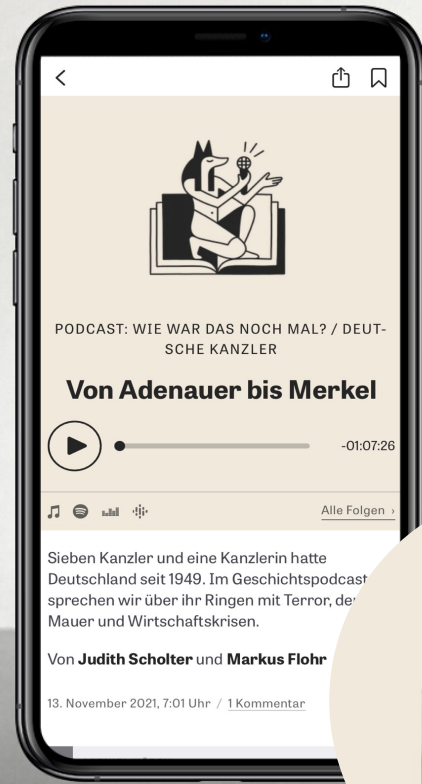 PODCAST: WIE WAR DAS NOCH MAL? / DEUT-
SCHE KANZLER
Von Adenauer bis Merkel
-01:07:26
Alle Folgen ›
Sieben Kanzler und eine Kanzlerin hatte
Deutschland seit 1949. Im Geschichtspodcast
sprechen wir über ihr Ringen mit Terror, der
Mauer und Wirtschaftskrisen.
Von Judith Scholter und Markus Flohr
13. November 2021, 7:01 Uhr / 1 Kommentar